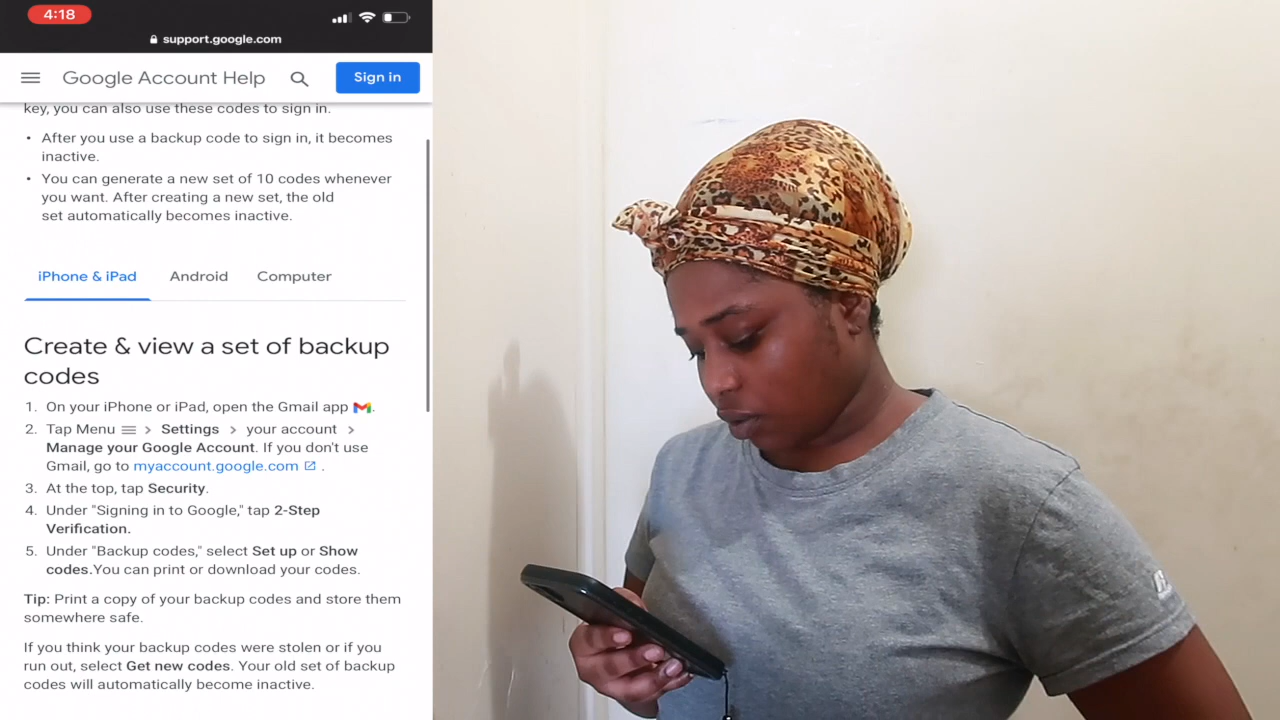 4:18
support.google.com
Google Account Help
Sign in
key, you can also use these codes to sign in.
• After you use a backup code to sign in, it becomes
inactive.
• You can generate a new set of 10 codes whenever
you want. After creating a new set, the old
set automatically becomes inactive.
iPhone & iPad Android Computer
Create & view a set of backup
codes
1. On your iPhone or iPad, open the Gmail app .
2. Tap Menu > Settings > your account >
Manage your Google Account. If you don't use
Gmail, go to myaccount.google.com .
3. At the top, tap Security.
4. Under "Signing in to Google," tap 2-Step
Verification.
5. Under "Backup codes," select Set up or Show
codes.You can print or download your codes.
Tip: Print a copy of your backup codes and store them
somewhere safe.
If you think your backup codes were stolen or if you
run out, select Get new codes. Your old set of backup
codes will automatically become inactive.